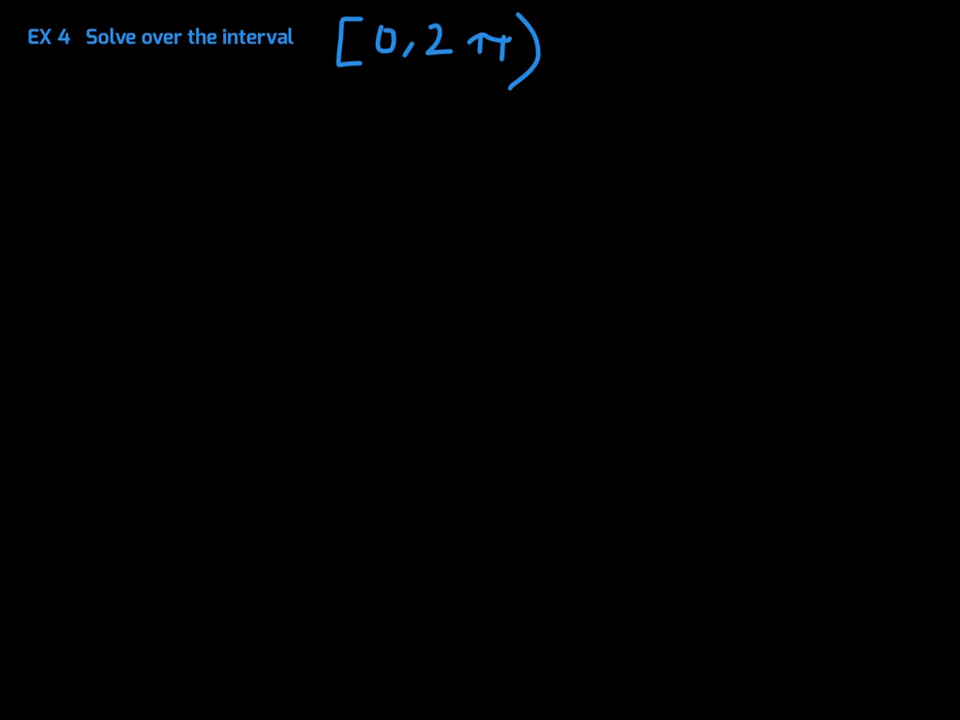 EX 4 Solve over the interval [0, 2π)